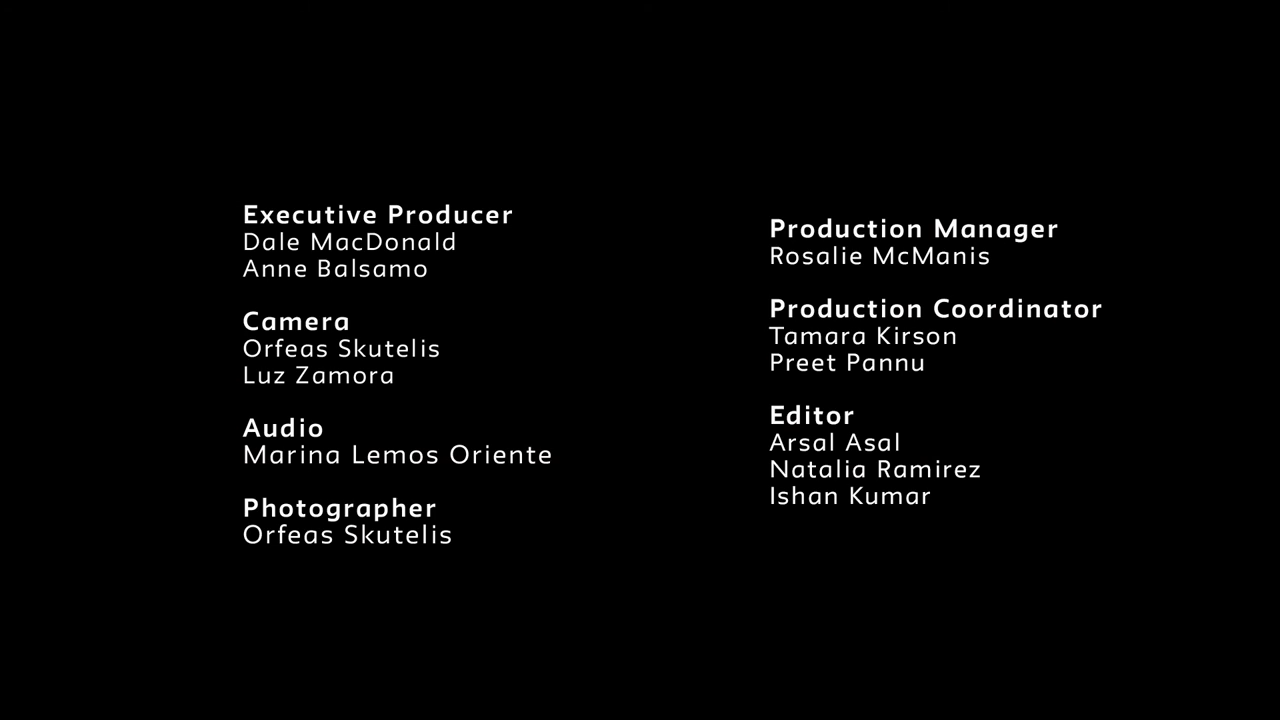 Executive Producer
Dale MacDonald
Anne Balsamo
Camera
Orfeas Skutelis
Luz Zamora
Audio
Marina Lemos Oriente
Photographer
Orfeas Skutelis
Production Manager
Rosalie McManis
Production Coordinator
Tamara Kirson
Preet Pannu
Editor
Arsal Asal
Natalia Ramirez
Ishan Kumar